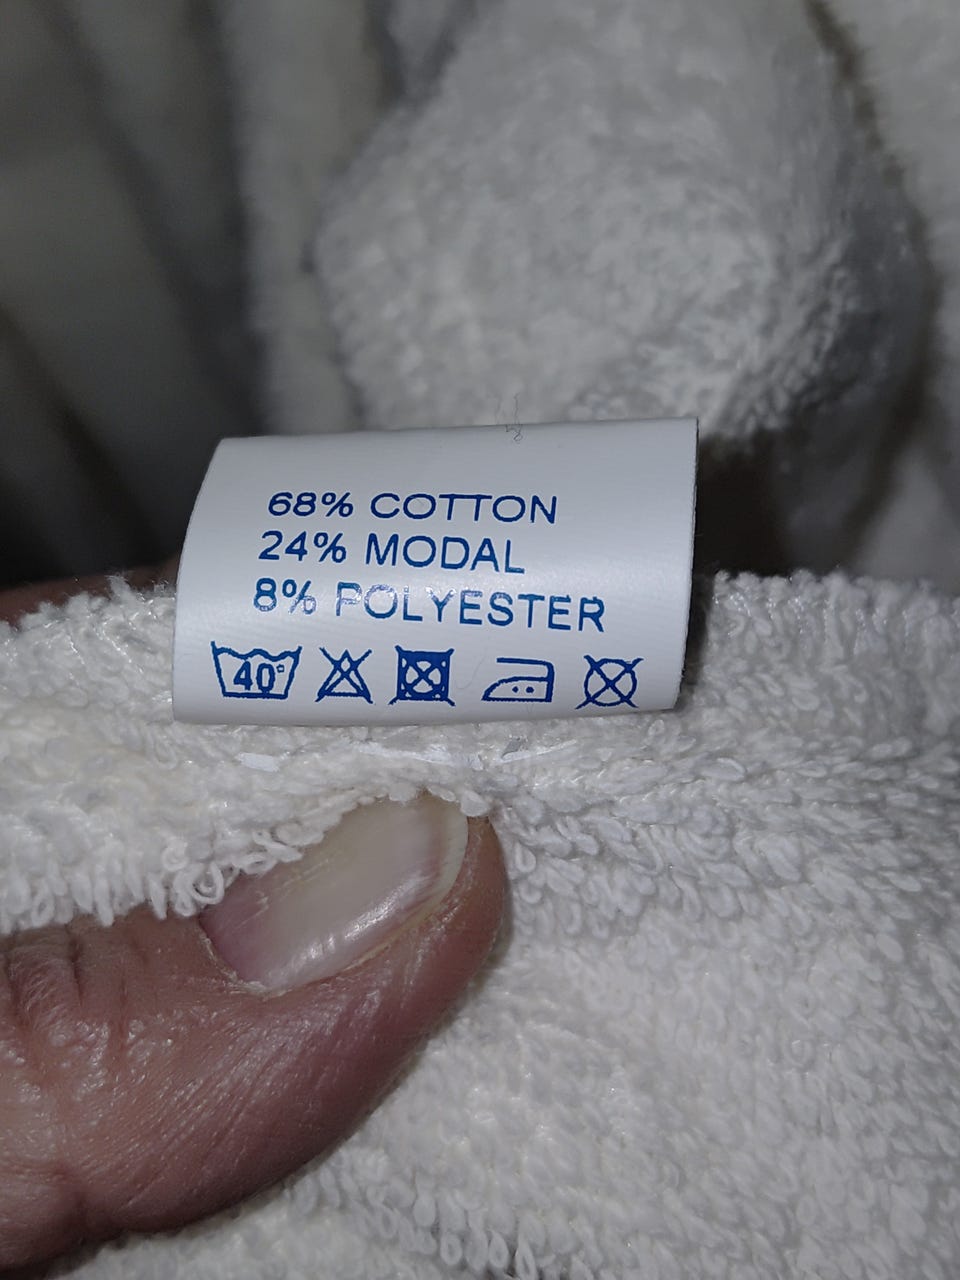 68% COTTON
24% MODAL
8% POLYESTER
40°